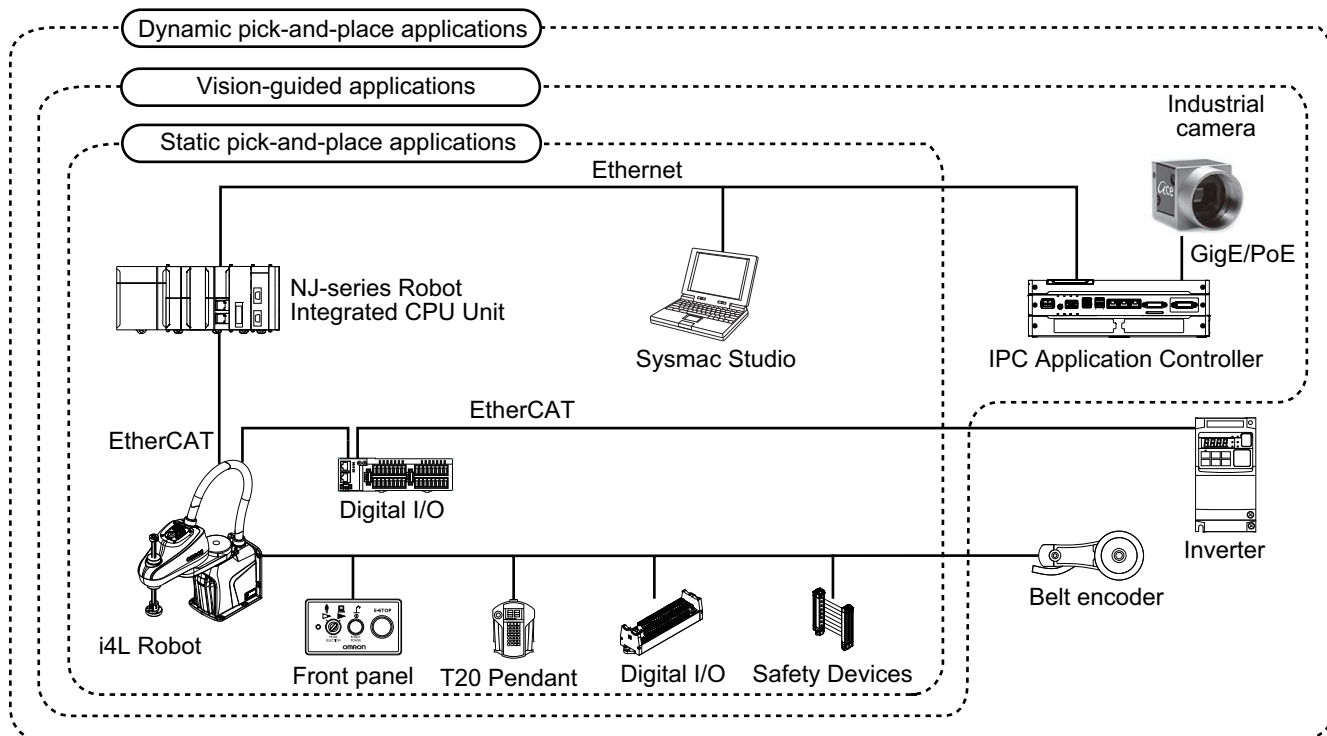 Dynamic pick-and-place applications
Vision-guided applications
Static pick-and-place applications
Industrial
camera
Ethernet
GigE/PoE
NJ-series Robot
Integrated CPU Unit
Sysmac Studio
IPC Application Controller
EtherCAT
EtherCAT
Digital I/O
Inverter
Belt encoder
i4L Robot
E-STOP
OMRON
Front panel
T20 Pendant
Digital I/O
Safety Devices